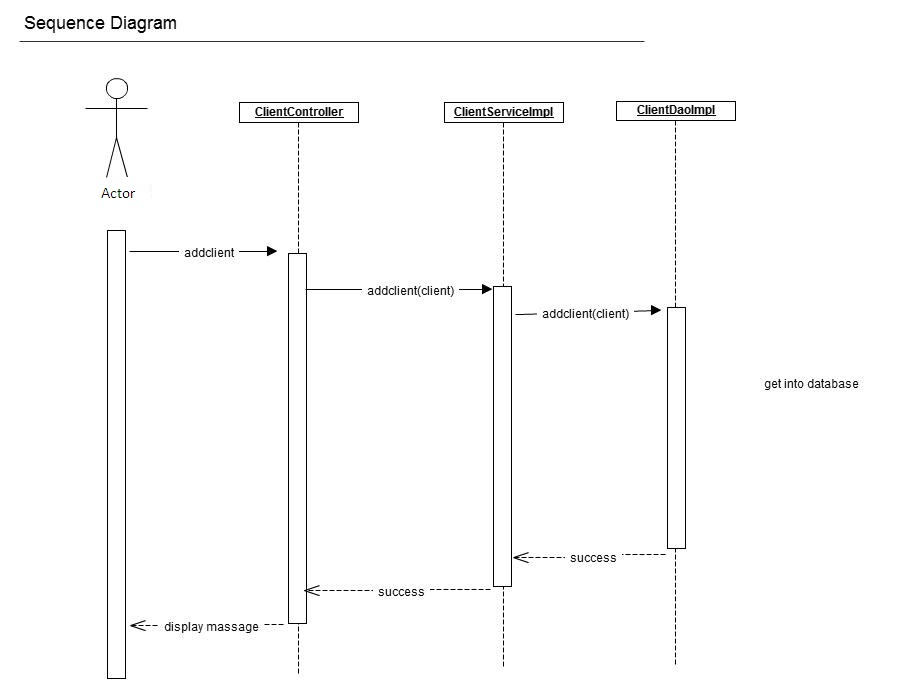 Sequence Diagram
ClientController
ClientServiceImpl
ClientDaoImpl
Actor
addclient
addclient(client)
addclient(client)
get into database
success
success
display massage